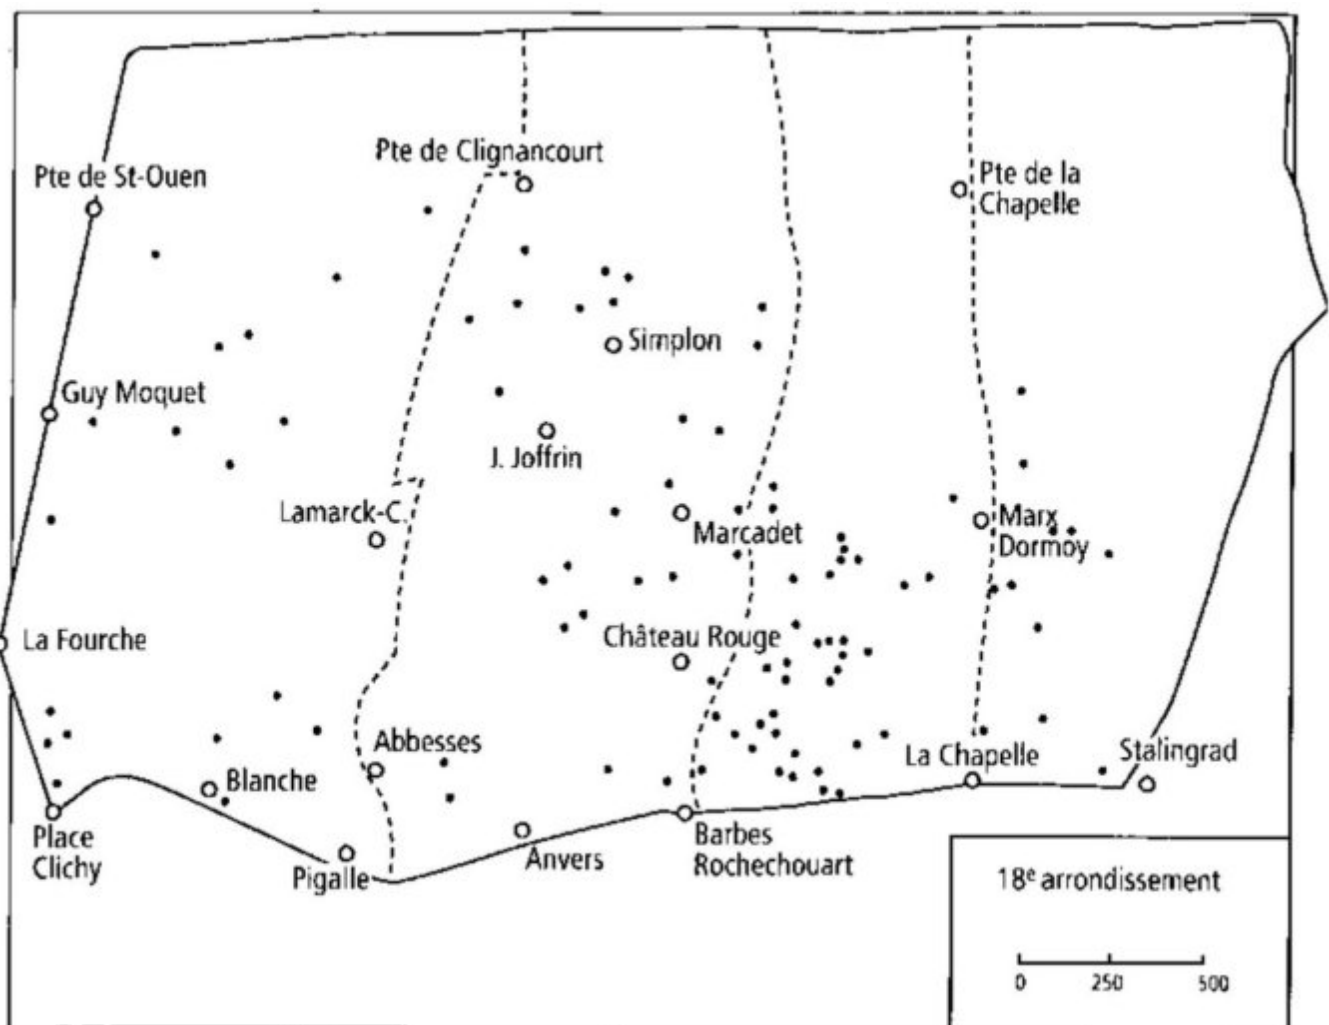 Pte de Clignancourt
Pte de St-Ouen
Pte de la
Chapelle
Simplon
Guy Moquet
J. Joffrin
Lamarck-C.
Marcadet
Marx
Dormoy
La Fourche
Château Rouge
Abbesses
La Chapelle
Stalingrad
Blanche
Place
Clichy
Pigalle
Anvers
Barbes
Rochechouart
18e arrondissement
0 250 500